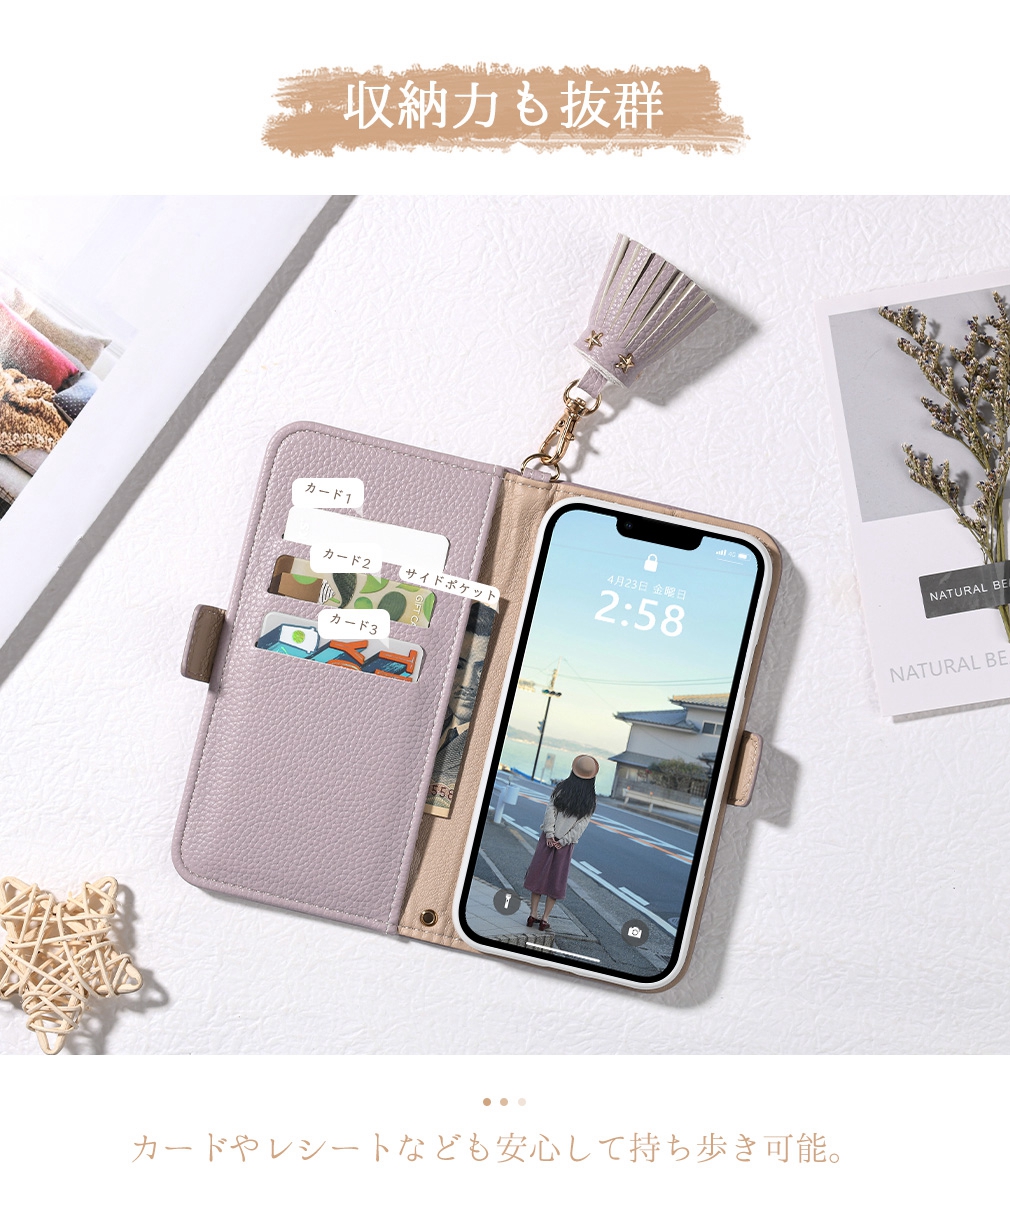 収納力も抜群
カード1
カード2
サイドポケット
カード3
4月23日 金曜日
2:58
4G
GIFT C
558
NATURAL BE
NATURAL BE
カードやレシートなども安心して持ち歩き可能。